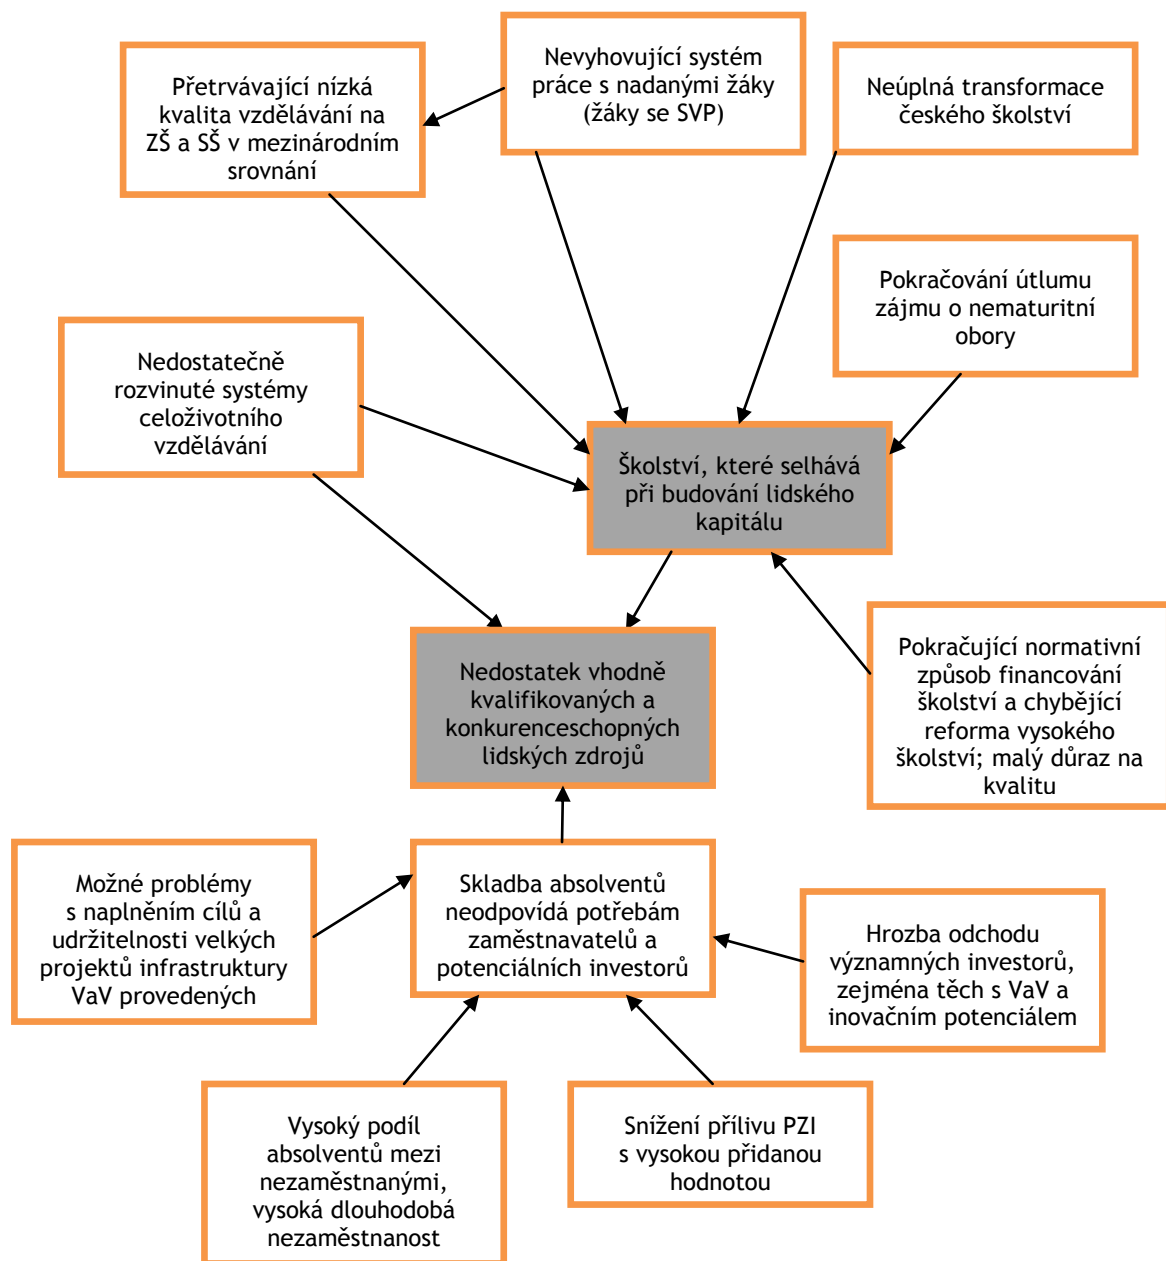 Přetrvávající nízká
kvalita vzdělávání na
ZŠ a SŠ v mezinárodním
srovnání
Nevyhovující systém
práce s nadanými žáky
(žáky se SVP)
Neúplná transformace
českého školství
Pokračování útlumu
zájmu o nematuritní
obory
Nedostatečně
rozvinuté systémy
celoživotního
vzdělávání
Školství, které selhává
při budování lidského
kapitálu
Nedostatek vhodně
kvalifikovaných a
konkurenceschopných
lidských zdrojů
Pokračující normativní
způsob financování
školství a chybějící
reforma vysokého
školství; malý důraz na
kvalitu
Možné problémy
s naplněním cílů a
udržitelnosti velkých
projektů infrastruktury
VaV provedených
Skladba absolventů
neodpovídá potřebám
zaměstnavatelů a
potenciálních investorů
Hrozba odchodu
významných investorů,
zejména těch s VaV a
inovačním potenciálem
Vysoký podíl
absolventů mezi
nezaměstnanými,
vysoká dlouhodobá
nezaměstnanost
Snížení přílivu PZI
s vysokou přidanou
hodnotou